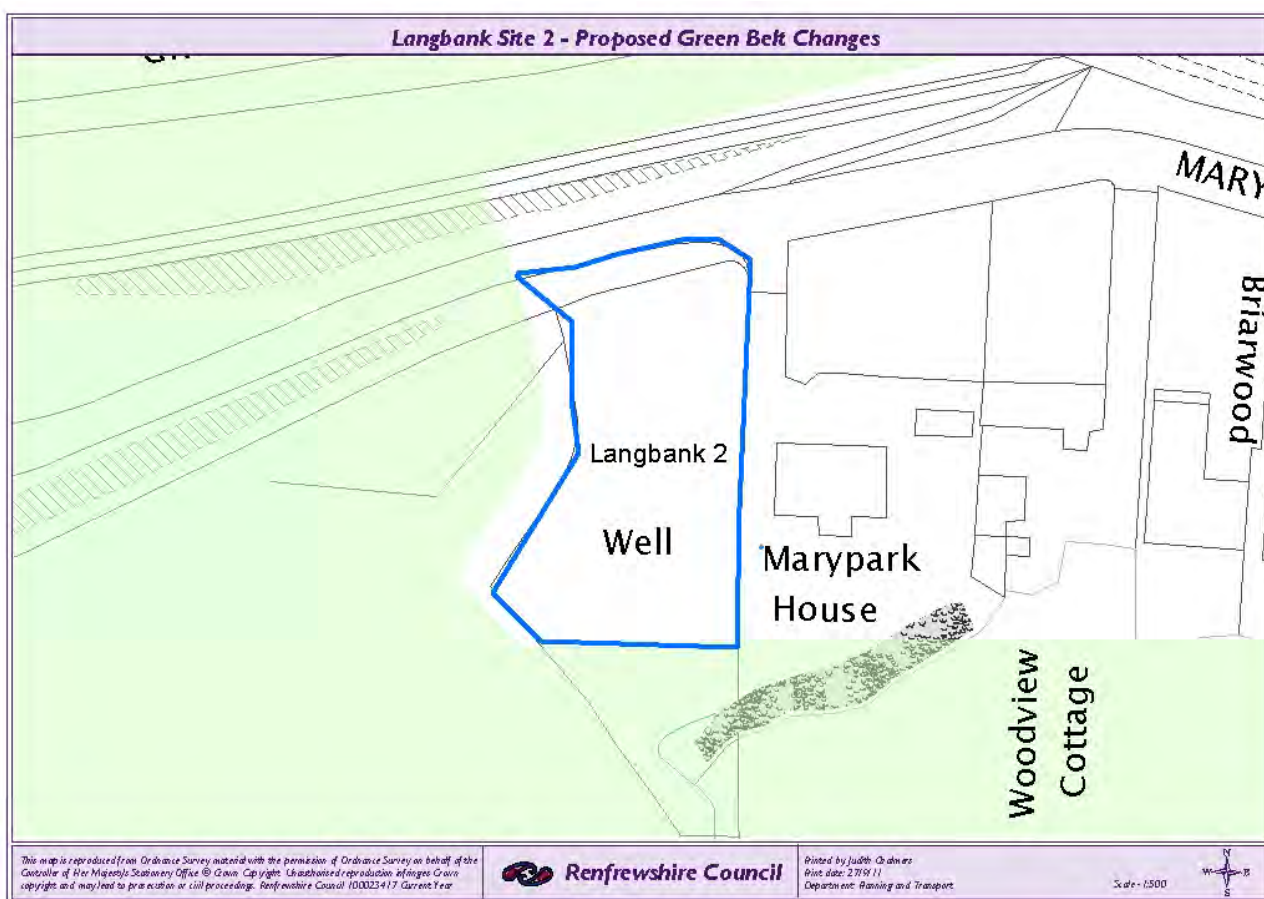 Langbank Site 2 - Proposed Green Belt Changes
MARY
Briarwood
Langbank 2
Well
Marypark
House
Woodview
Cottage
This map is reproduced from Ordnance Survey material with the permission of Ordnance Survey on behalf of the
Controller of Her Majesty's Stationery Office © Crown Copyright. Unauthorised reproduction infringes Crown
copyright and may lead to prosecution or civil proceedings. Renfrewshire Council 100023417 Current Year
Renfrewshire Council
Printed by: Judith Chalmers
Print date: 27/9/11
Department: Planning and Transport
Scale - 1:500
N
W E
S